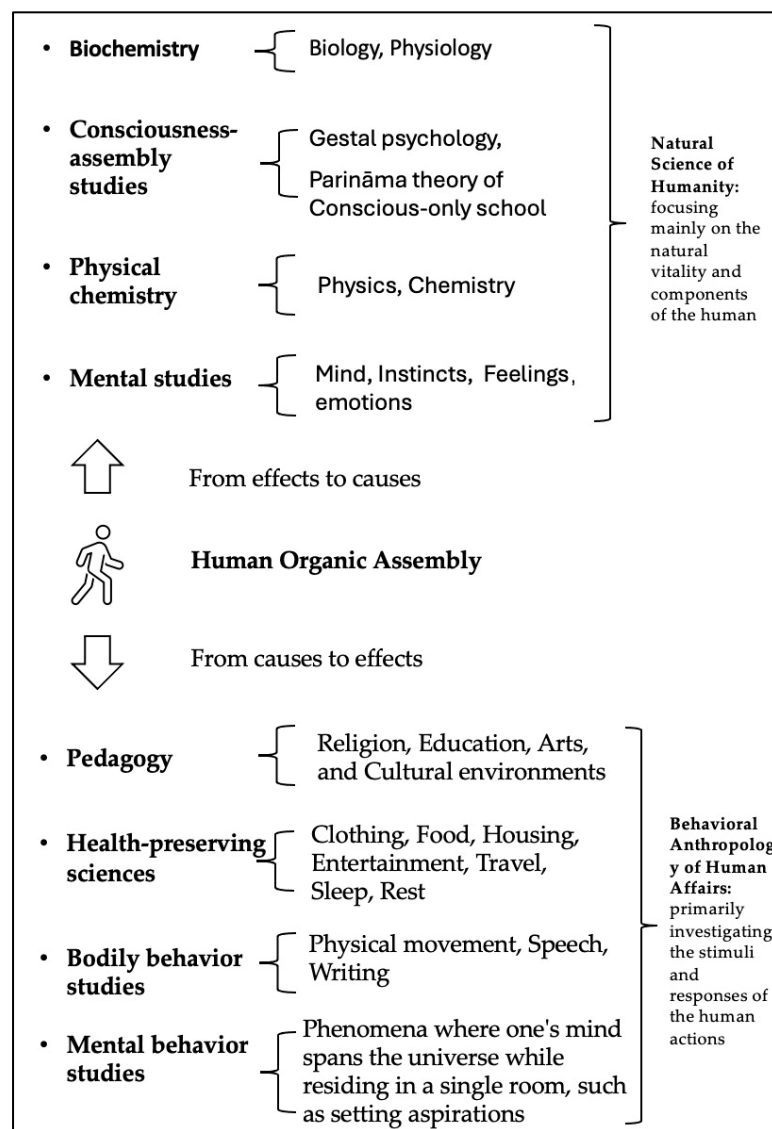 • Biochemistry
Biology, Physiology
• Consciousness-
assembly
studies
Gestal psychology,
Parināma theory of
Conscious-only school
• Physical
chemistry
Physics, Chemistry
• Mental studies
Mind, Instincts, Feelings,
emotions
Natural
Science of
Humanity:
focusing
mainly on the
natural
vitality and
components
of the human
From effects to causes
Human Organic Assembly
From causes to effects
• Pedagogy
Religion, Education, Arts,
and Cultural environments
• Health-preserving
sciences
Clothing, Food, Housing,
Entertainment, Travel,
Sleep, Rest
• Bodily behavior
studies
Physical movement, Speech,
Writing
• Mental behavior
studies
Phenomena where one's mind
spans the universe while
residing in a single room, such
as setting aspirations
Behavioral
Anthropolog
y of Human
Affairs:
primarily
investigating
the stimuli
and
responses of
the human
actions